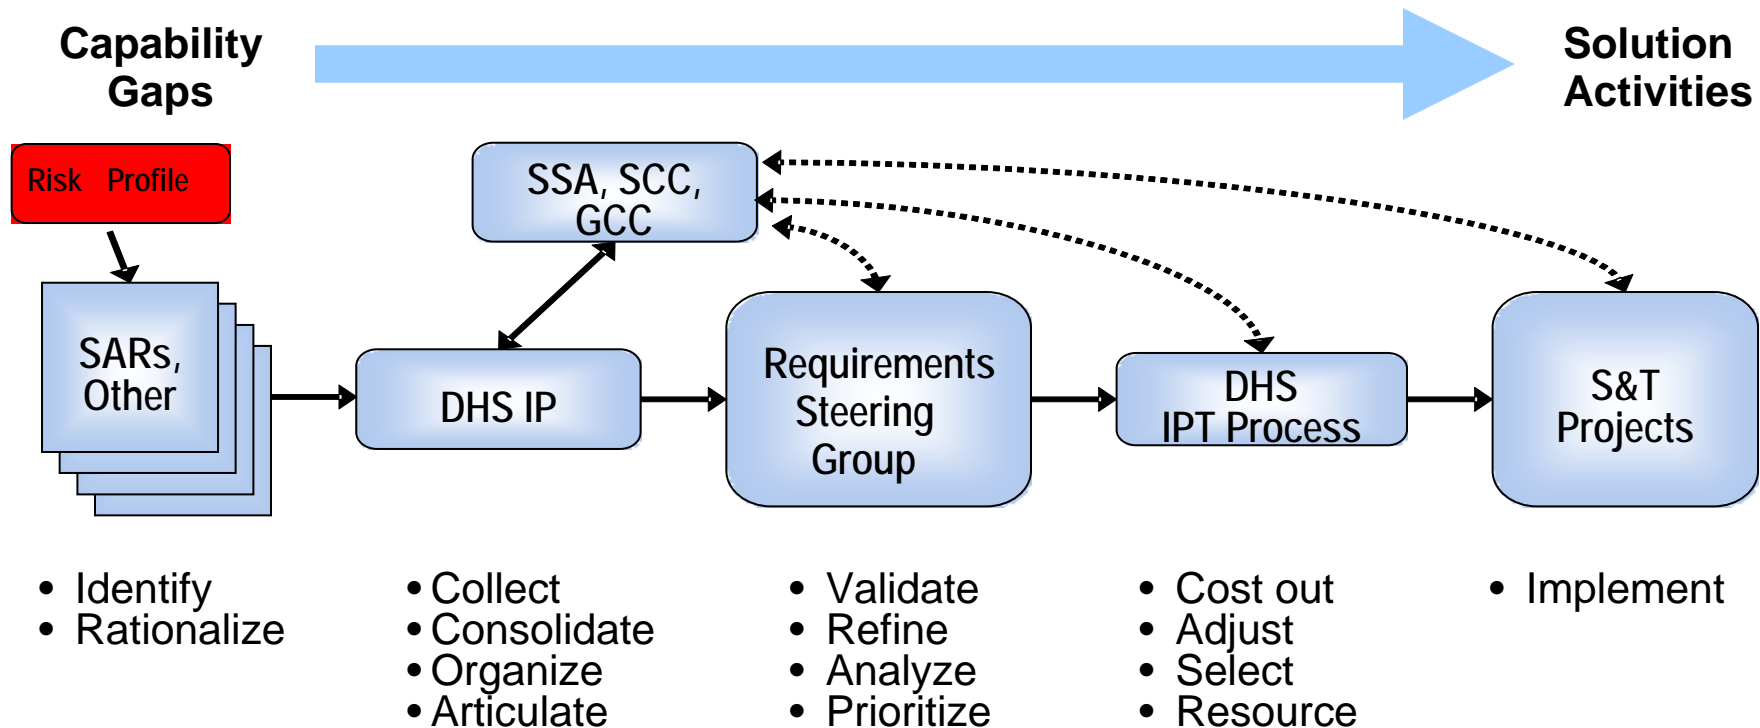 Capability
Gaps
Solution
Activities
Risk Profile
SSA, SCC,
GCC
SARs,
Other
DHS IP
Requirements
Steering
Group
DHS
IPT Process
S&T
Projects
• Identify
• Rationalize
• Collect
• Consolidate
• Organize
• Articulate
• Validate
• Refine
• Analyze
• Prioritize
• Cost out
• Adjust
• Select
• Resource
• Implement